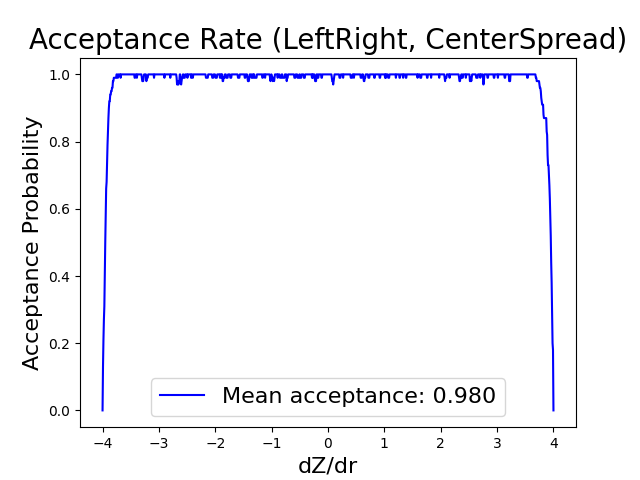 Acceptance Rate (LeftRight, CenterSpread)
Acceptance Probability
1.0
0.8
0.6
0.4
0.2
0.0
Mean acceptance: 0.980
−4 −3 −2 −1 0 1 2 3 4
dZ/dr